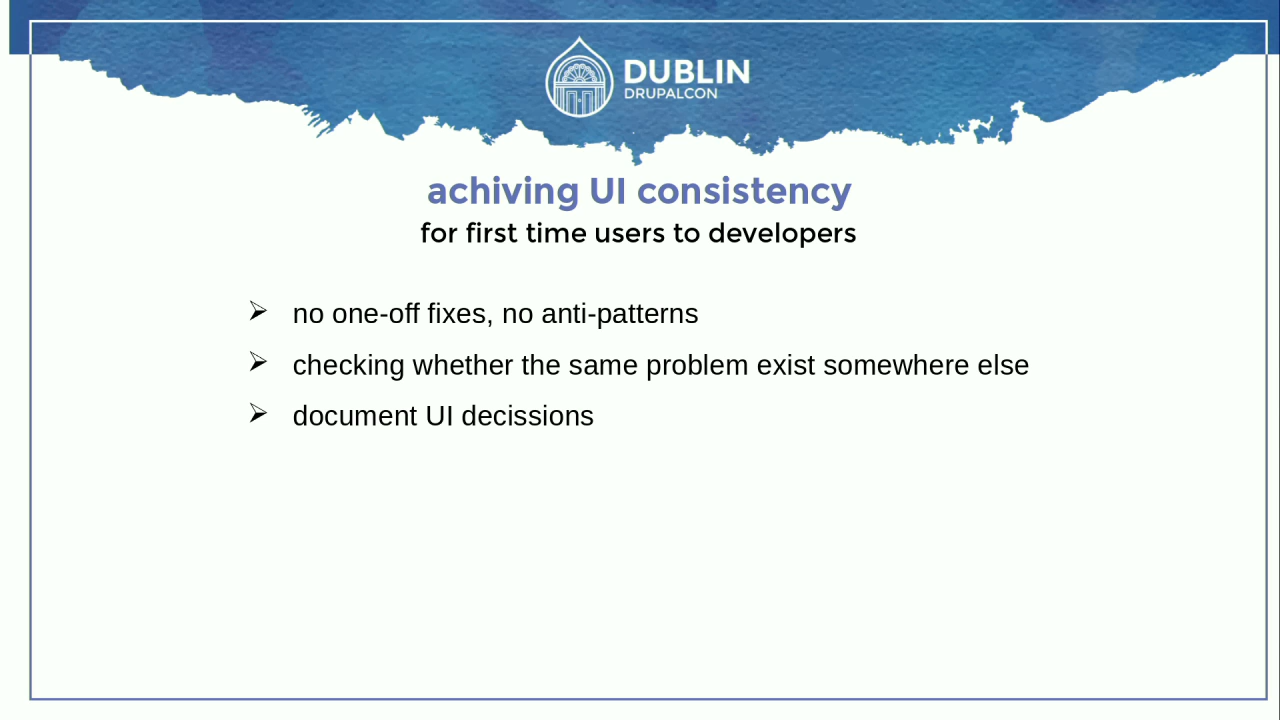 DUBLIN
DRUPALCON
achiving UI consistency
for first time users to developers
no one-off fixes, no anti-patterns
checking whether the same problem exist somewhere else
document UI decissions